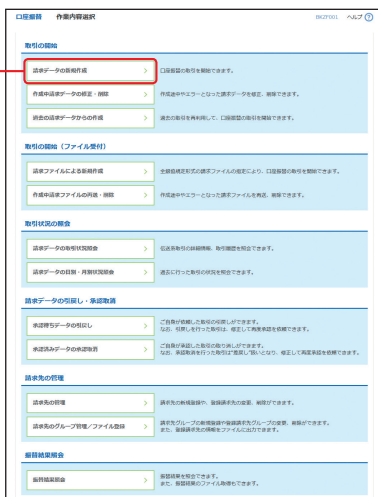 口座振替 作業内容選択 BKZF001 ヘルプ ?
取引の開始
請求データの新規作成 > 口座振替の取引を開始できます。
作成中請求データの修正・削除 > 作成途中やエラーとなった請求データを修正、削除できます。
過去の請求データからの作成 > 過去の取引を再利用して、口座振替の取引を開始できます。
取引の開始（ファイル受付）
請求ファイルによる新規作成 > 全銀協規定形式の請求ファイルの指定により、口座振替の取引を開始できます。
作成中請求ファイルの再送・削除 > 作成途中やエラーとなった請求ファイルを再送、削除できます。
取引状況の照会
請求データの取引状況照会 > 伝送系取引の詳細情報、取引履歴を照会できます。
請求データの日別・月別状況照会 > 過去に行った取引の状況を照会できます。
請求データの引戻し・承認取消
承認待ちデータの引戻し > ご自身が依頼した取引の引戻しができます。
なお、引戻しを行った取引は、修正して再度承認を依頼できます。
承認済みデータの承認取消 > ご自身が承認した取引の取り消しができます。
なお、承認取消を行った取引は“差戻し”扱いとなり、修正して再度承認を依頼できます。
請求先の管理
請求先の管理 > 請求先の新規登録や、登録請求先の変更、削除ができます。
請求先のグループ管理／ファイル登録 > 請求先グループの新規登録や登録請求先グループの変更、削除ができます。
また、登録請求先の情報をファイルに出力できます。
振替結果照会
振替結果照会 > 振替結果を照会できます。
また、振替結果のファイル取得もできます。